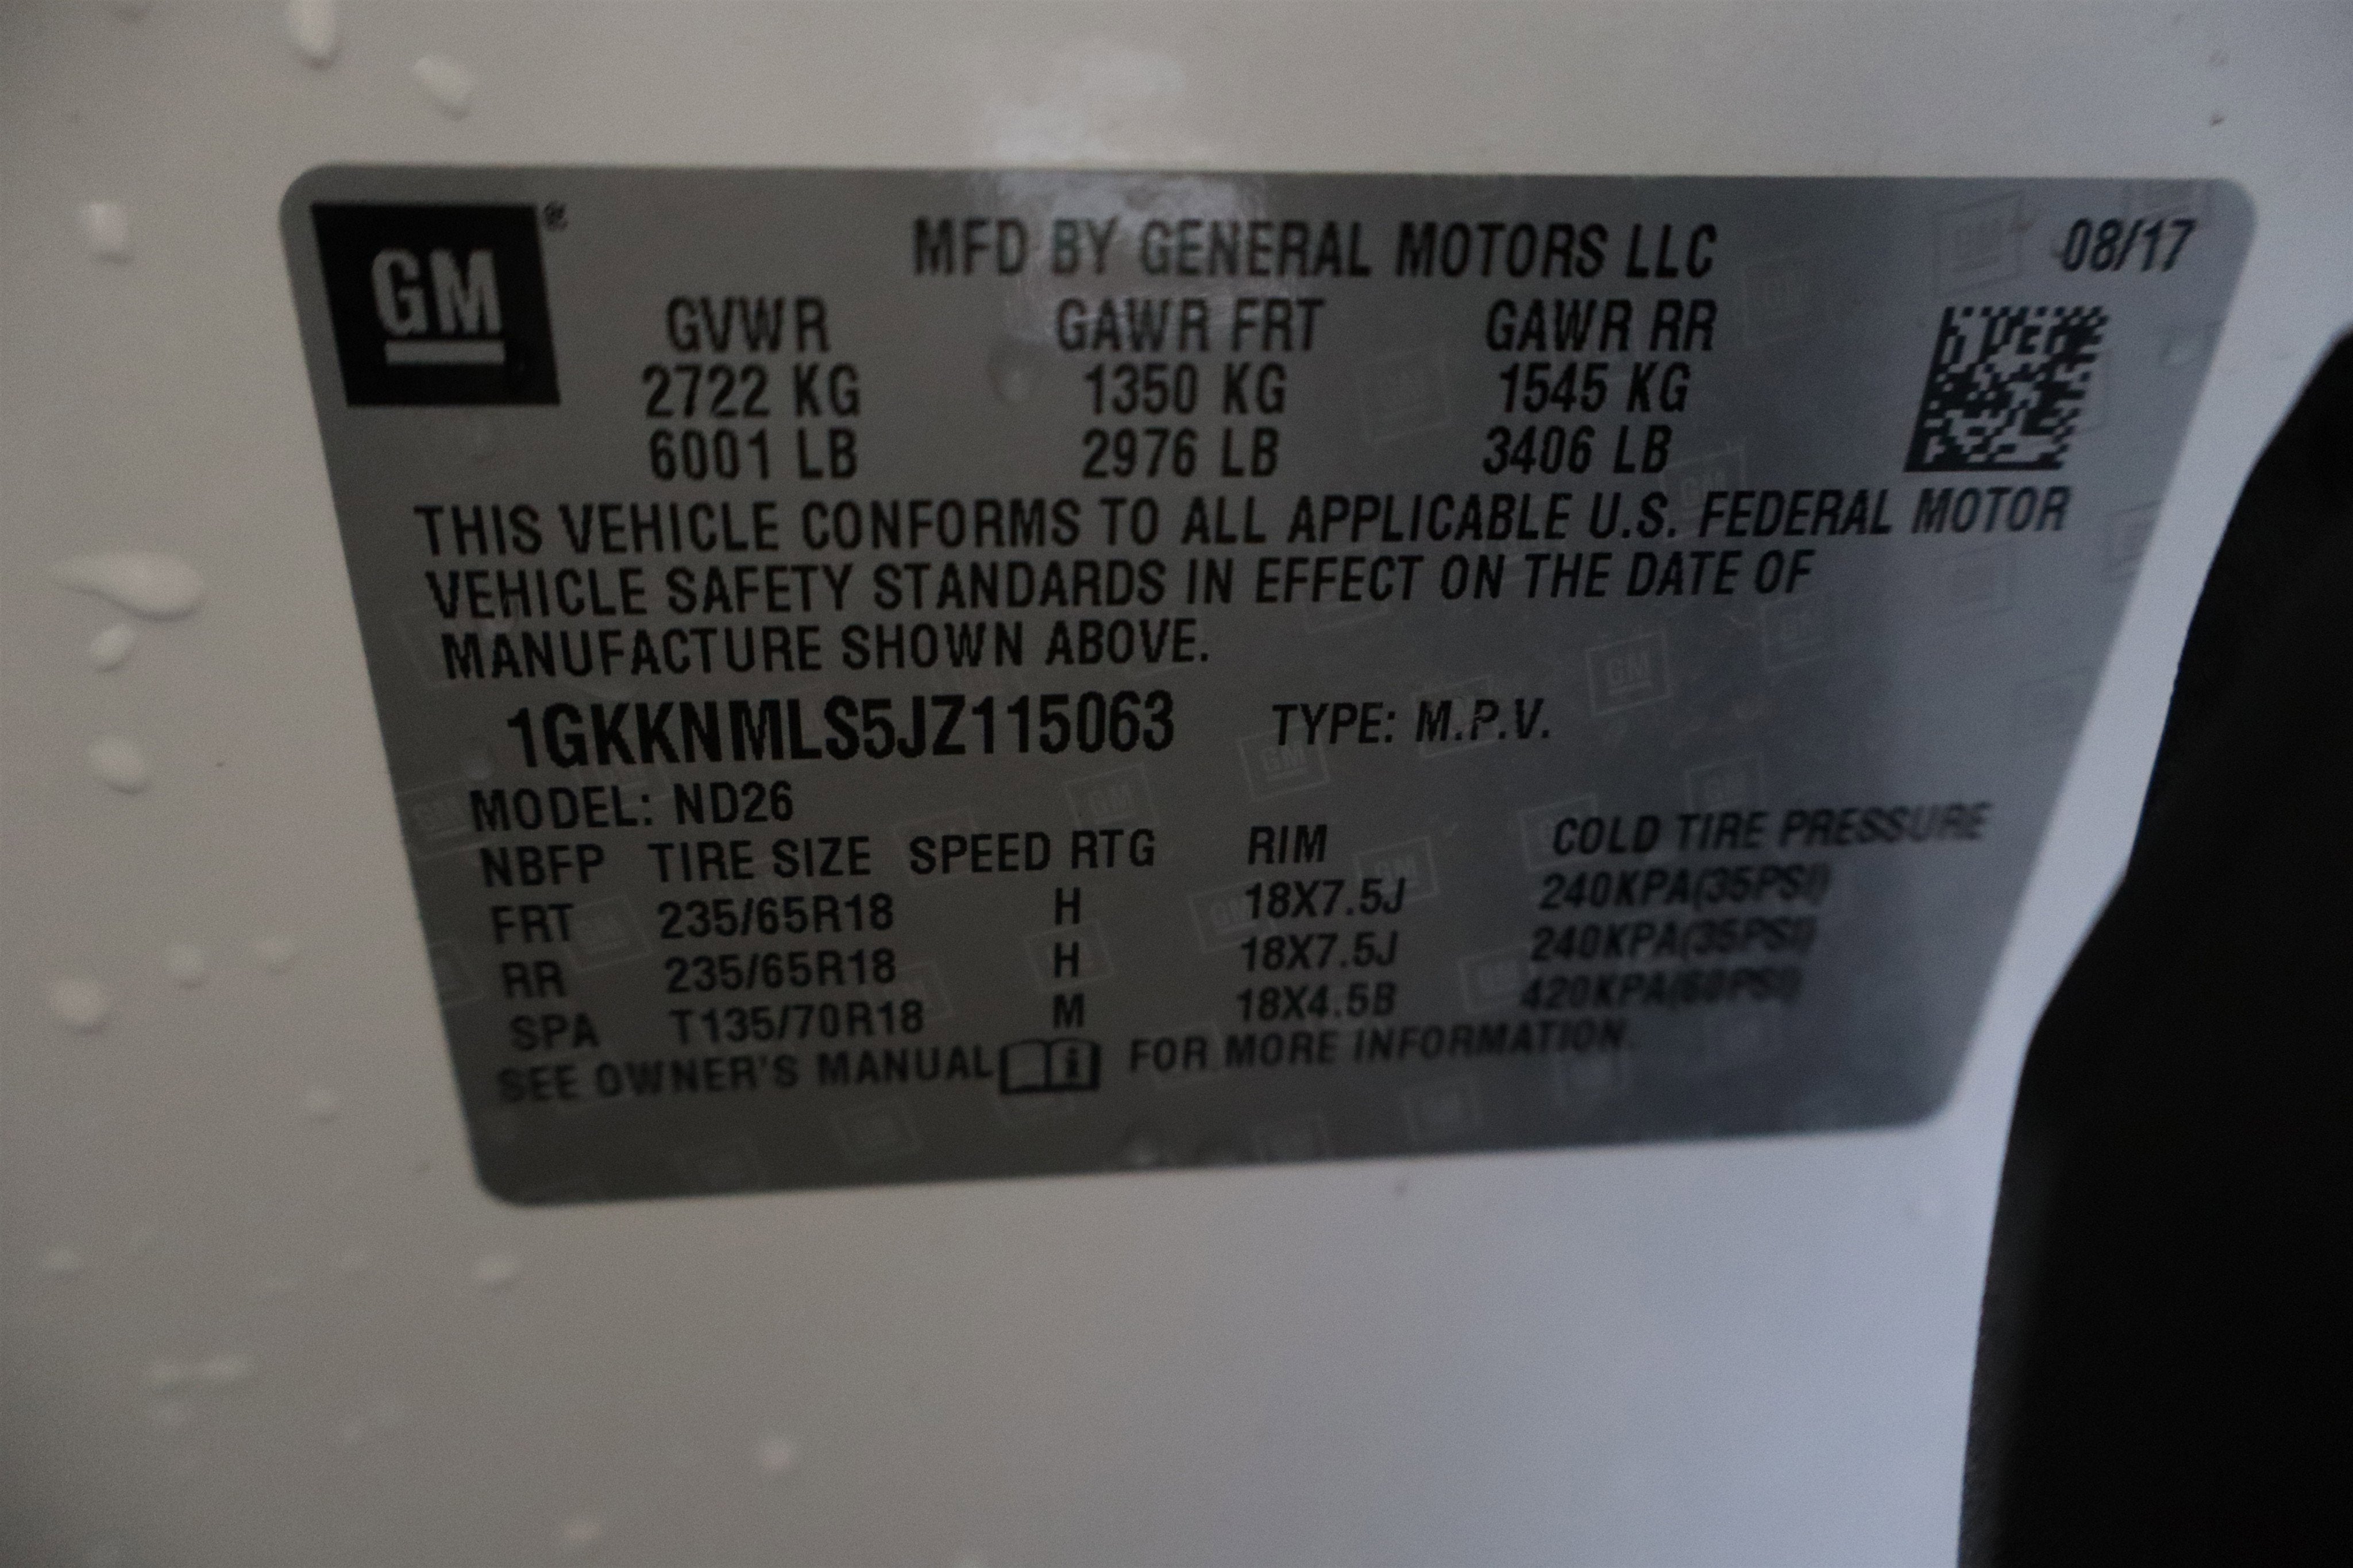 GM®
MFD BY GENERAL MOTORS LLC 08/17
GVWR GAWR FRT GAWR RR
2722 KG 1350 KG 1545 KG
6001 LB 2976 LB 3406 LB
THIS VEHICLE CONFORMS TO ALL APPLICABLE U.S. FEDERAL MOTOR
VEHICLE SAFETY STANDARDS IN EFFECT ON THE DATE OF
MANUFACTURE SHOWN ABOVE.
1GKKNMLS5JZ115063 TYPE: M.P.V.
MODEL: ND26
NBFP TIRE SIZE SPEED RTG RIM COLD TIRE PRESSURE
FRT 235/65R18 H 18X7.5J 240KPA(35PSI)
RR 235/65R18 H 18X7.5J 240KPA(35PSI)
SPA T135/70R18 M 18X4.5B 420KPA(60PSI)
SEE OWNER'S MANUAL FOR MORE INFORMATION.